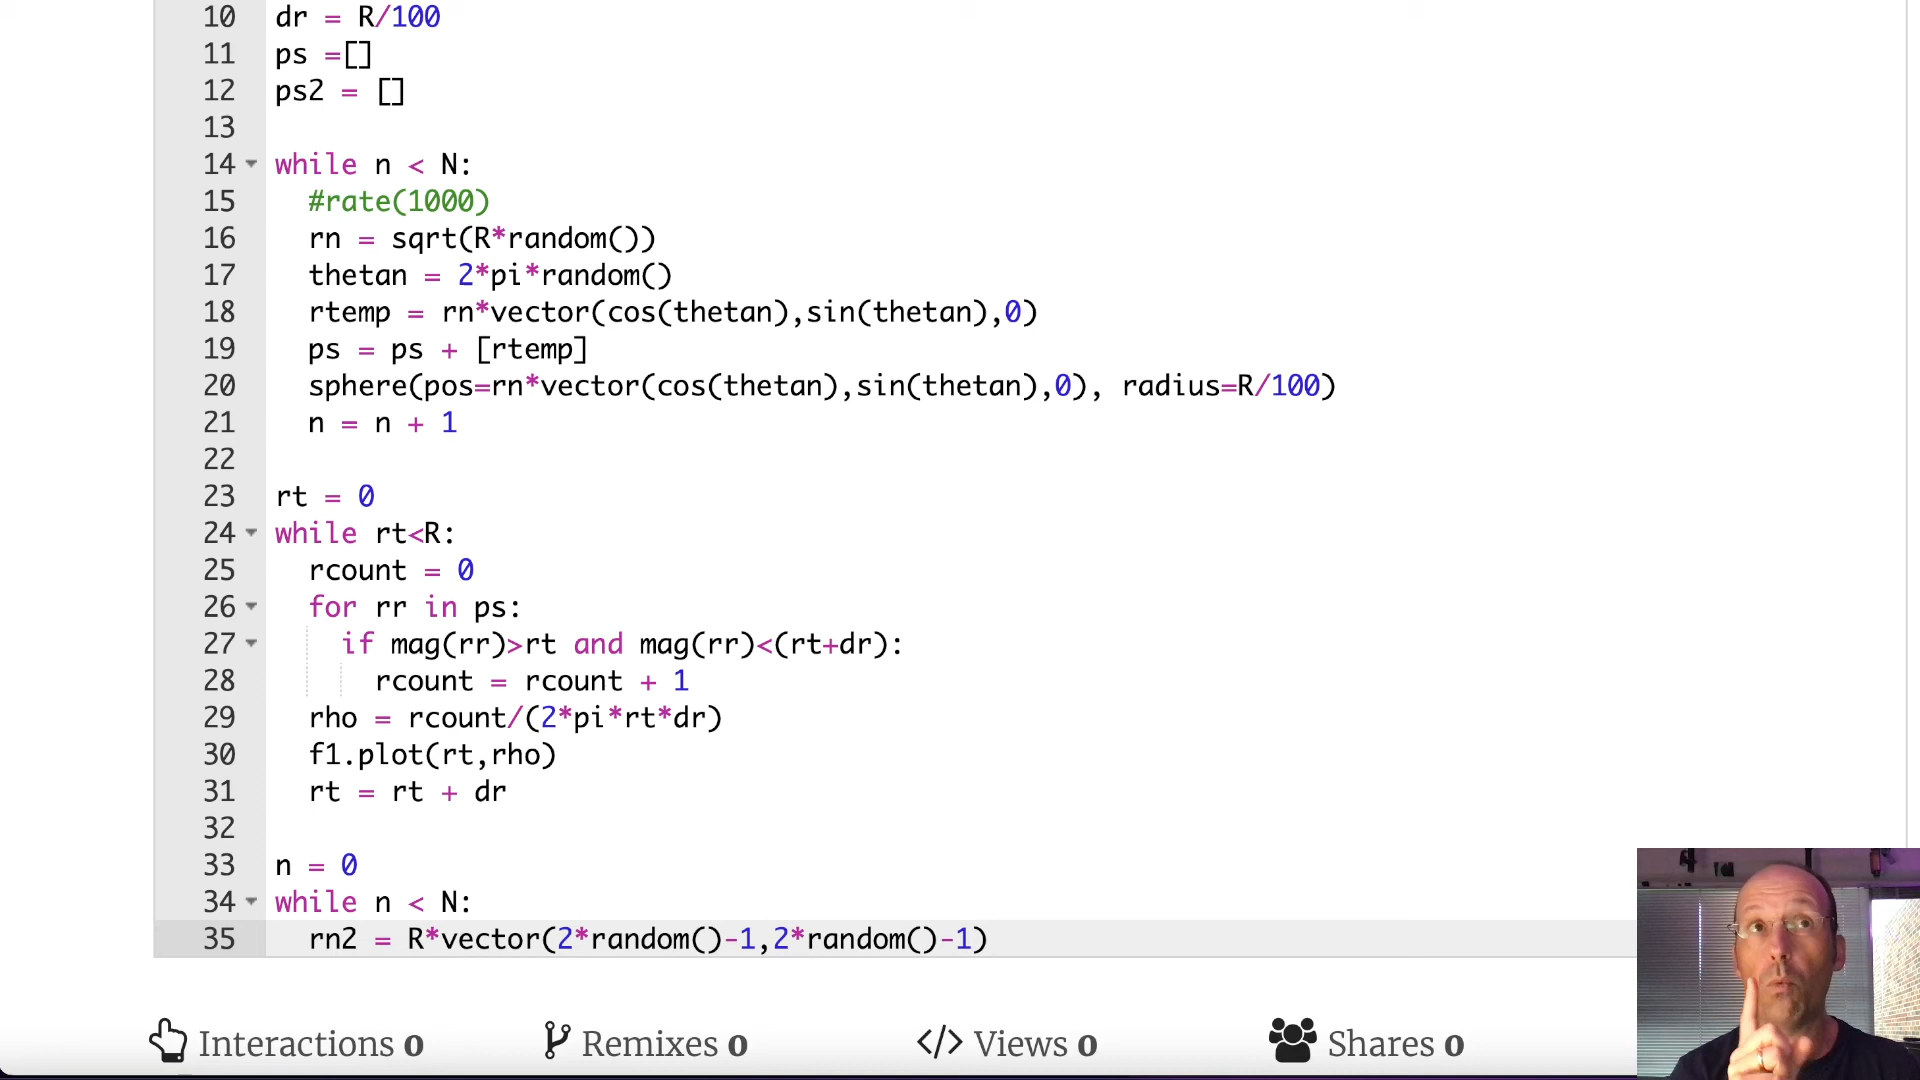 10 dr = R/100
11 ps =[]
12 ps2 = []
13
14 while n < N:
15 #rate(1000)
16 rn = sqrt(R*random())
17 thetan = 2*pi*random()
18 rtemp = rn*vector(cos(thetan),sin(thetan),0)
19 ps = ps + [rtemp]
20 sphere(pos=rn*vector(cos(thetan),sin(thetan),0), radius=R/100)
21 n = n + 1
22
23 rt = 0
24 while rt<R:
25 rcount = 0
26 for rr in ps:
27 if mag(rr)>rt and mag(rr)<(rt+dr):
28 rcount = rcount + 1
29 rho = rcount/(2*pi*rt*dr)
30 f1.plot(rt,rho)
31 rt = rt + dr
32
33 n = 0
34 while n < N:
35 rn2 = R*vector(2*random()-1,2*random()-1)
Interactions 0 Remixes 0 Views 0 Shares 0